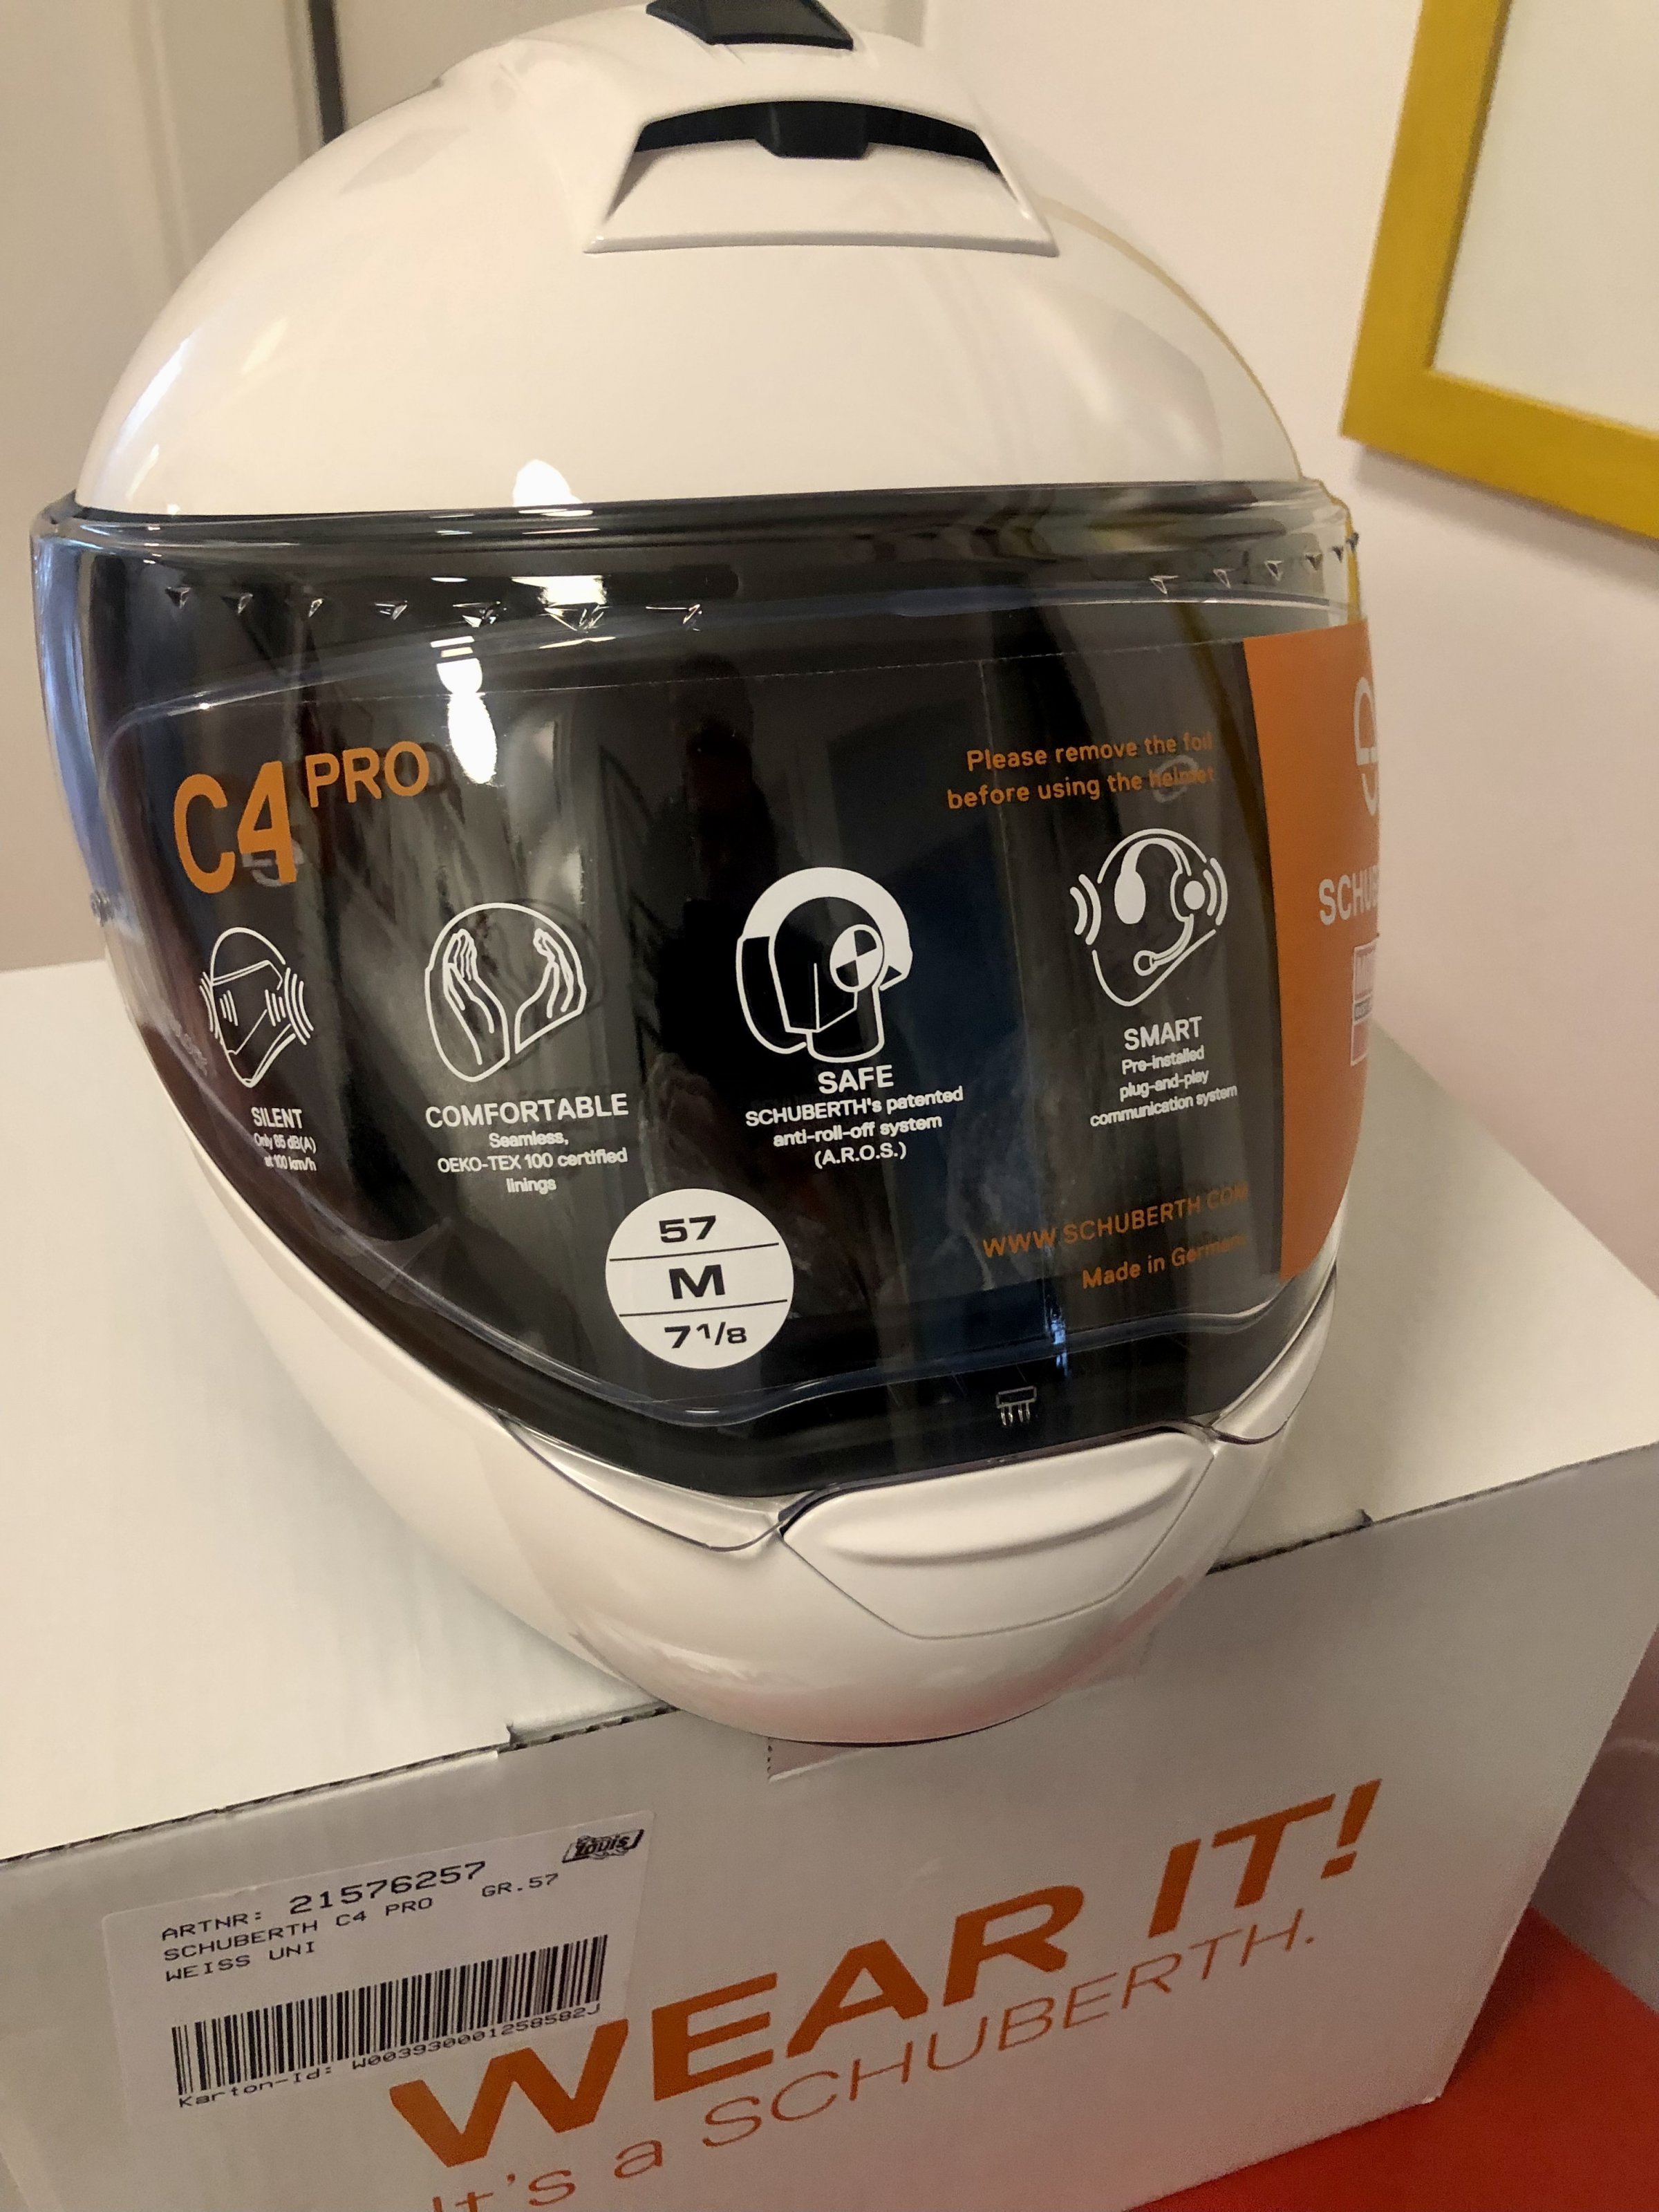 C4 PRO
Please remove the foil
before using the helmet
SILENT
Only 85 dB(A)
at 100 km/h
COMFORTABLE
Seamless,
OEKO-TEX 100 certified
linings
SAFE
SCHUBERTH's patented
anti-roll-off system
(A.R.O.S.)
SMART
Pre-installed
plug-and-play
communication system
57
M
7 1/8
WWW.SCHUBERTH.COM
Made in German
SCHUB
Louis
ARTNR: 21576257
SCHUBERTH C4 PRO GR.57
WEISS UNI
Karton-Id: W003930001258582J
WEAR IT!
It's a SCHUBERTH.